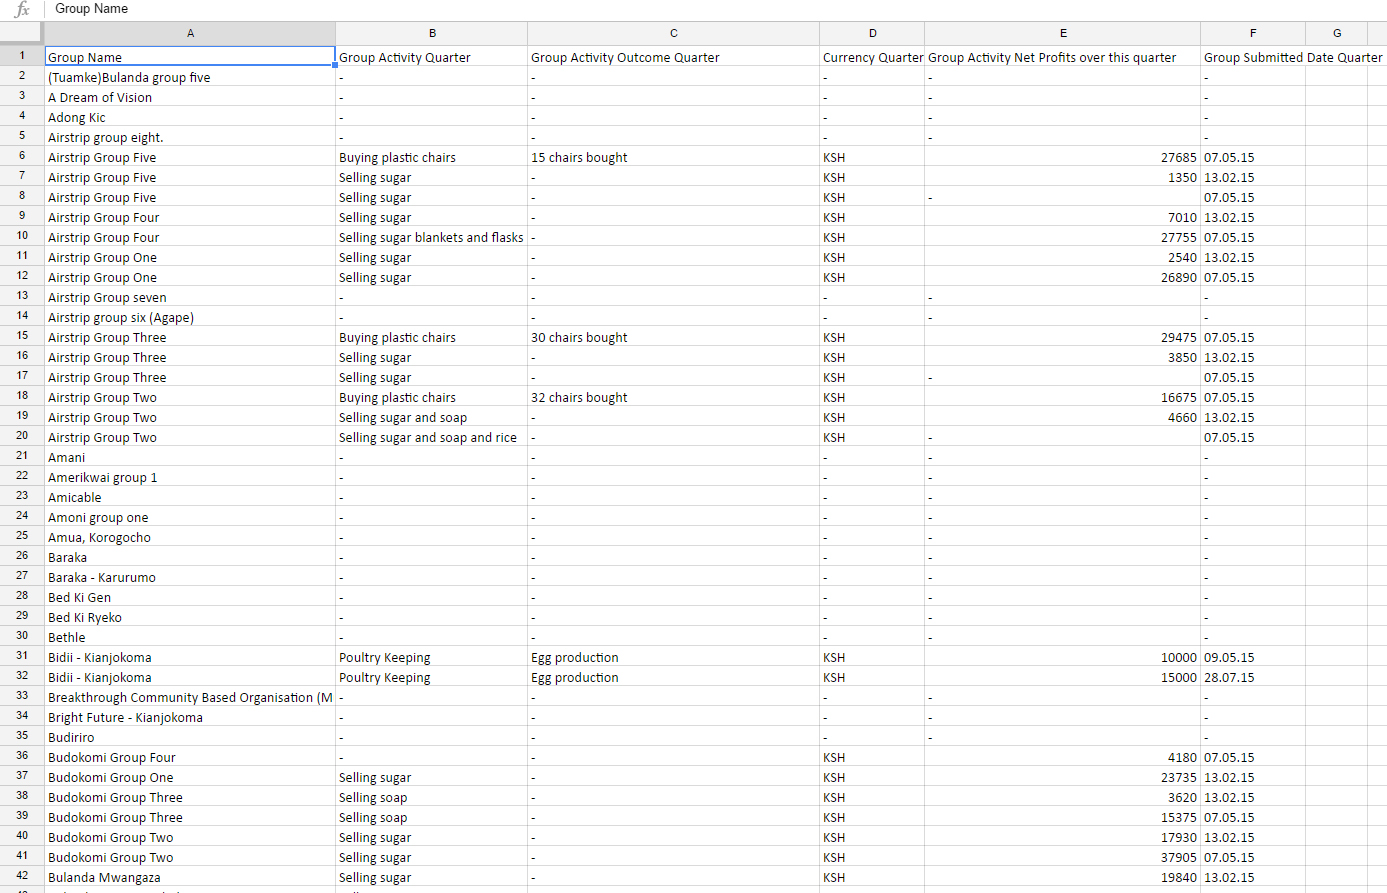 fx Group Name
A B C D E F G
1 Group Name Group Activity Quarter Group Activity Outcome Quarter Currency Quarter Group Activity Net Profits over this quarter Group Submitted Date Quarter
2 (Tuamke)Bulanda group five - - - - -
3 A Dream of Vision - - - - -
4 Adong Kic - - - - -
5 Airstrip group eight. - - - - -
6 Airstrip Group Five Buying plastic chairs 15 chairs bought KSH 27685 07.05.15
7 Airstrip Group Five Selling sugar - KSH 1350 13.02.15
8 Airstrip Group Five Selling sugar - KSH - 07.05.15
9 Airstrip Group Four Selling sugar - KSH 7010 13.02.15
10 Airstrip Group Four Selling sugar blankets and flasks - KSH 27755 07.05.15
11 Airstrip Group One Selling sugar - KSH 2540 13.02.15
12 Airstrip Group One Selling sugar - KSH 26890 07.05.15
13 Airstrip Group seven - - - - -
14 Airstrip group six (Agape) - - - - -
15 Airstrip Group Three Buying plastic chairs 30 chairs bought KSH 29475 07.05.15
16 Airstrip Group Three Selling sugar - KSH 3850 13.02.15
17 Airstrip Group Three Selling sugar - KSH - 07.05.15
18 Airstrip Group Two Buying plastic chairs 32 chairs bought KSH 16675 07.05.15
19 Airstrip Group Two Selling sugar and soap - KSH 4660 13.02.15
20 Airstrip Group Two Selling sugar and soap and rice - KSH - 07.05.15
21 Amani - - - - -
22 Amerikwai group 1 - - - - -
23 Amicable - - - - -
24 Amoni group one - - - - -
25 Amua, Korogocho - - - - -
26 Baraka - - - - -
27 Baraka - Karurumo - - - - -
28 Bed Ki Gen - - - - -
29 Bed Ki Ryeko - - - - -
30 Bethle - - - - -
31 Bidii - Kianjokoma Poultry Keeping Egg production KSH 10000 09.05.15
32 Bidii - Kianjokoma Poultry Keeping Egg production KSH 15000 28.07.15
33 Breakthrough Community Based Organisation (M - - - - -
34 Bright Future - Kianjokoma - - - - -
35 Budiriro - - - - -
36 Budokomi Group Four - - KSH 4180 07.05.15
37 Budokomi Group One Selling sugar - KSH 23735 13.02.15
38 Budokomi Group Three Selling soap - KSH 3620 13.02.15
39 Budokomi Group Three Selling soap - KSH 15375 07.05.15
40 Budokomi Group Two Selling sugar - KSH 17930 13.02.15
41 Budokomi Group Two Selling sugar - KSH 37905 07.05.15
42 Bulanda Mwangaza Selling sugar - KSH 19840 13.02.15